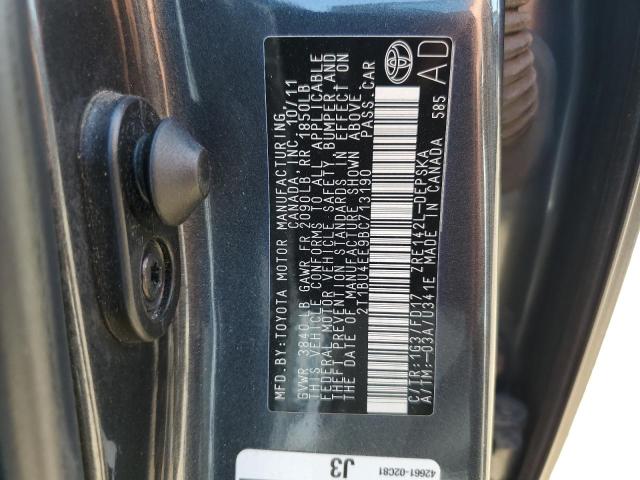 MFD.BY:TOYOTA MOTOR MANUFACTURING,
CANADA, INC. 10/11
GVWR 3840 LB GAWR FR 2090LB RR 1850LB
THIS VEHICLE CONFORMS TO ALL APPLICABLE
FEDERAL MOTOR VEHICLE SAFETY, BUMPER, AND
THEFT PREVENTION STANDARDS IN EFFECT ON
THE DATE OF MANUFACTURE SHOWN ABOVE.
2T1BU4EE9BC713190 PASS. CAR
C/TR:1G3/FD17 ZRE142L-DEPSKA
A/TM:-03A/U341E MADE IN CANADA 585
AD
J3
42661-02C81